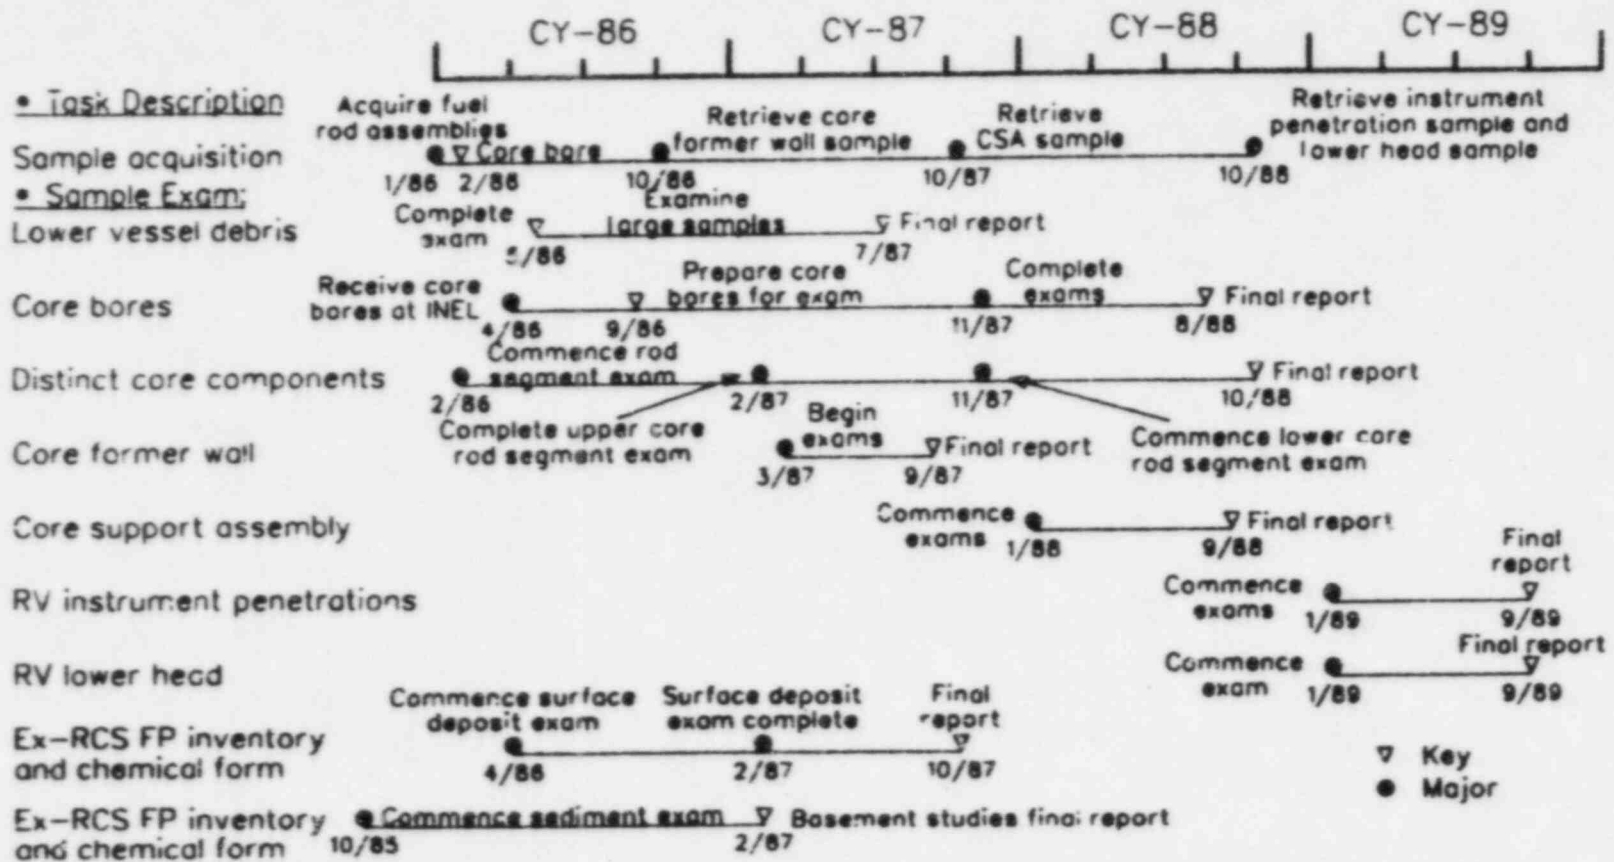 CY-86 CY-87 CY-88 CY-89
• Task Description
Acquire fuel
rod assemblies
Retrieve core
former wall sample
Retrieve
CSA sample
Retrieve instrument
penetration sample and
lower head sample
Sample acquisition
Core bore
1/86 2/86 10/86 10/87 10/88
• Sample Exam:
Lower vessel debris
Complete
exam
Examine
large samples
Final report
5/86 7/87
Core bores
Receive core
bores at INEL
Prepare core
bores for exam
Complete
exams
Final report
4/86 9/86 11/87 8/88
Distinct core components
Commence rod
segment exam
Final report
2/86 2/87 11/87 10/88
Complete upper core
rod segment exam
Commence lower core
rod segment exam
Core former wall
Begin
exams
Final report
3/87 9/87
Core support assembly
Commence
exams
Final report
1/88 9/88
RV instrument penetrations
Commence
exams
Final
report
1/89 9/89
RV lower head
Commence
exam
Final report
1/89 9/89
Ex-RCS FP inventory
and chemical form
Commence surface
deposit exam
Surface deposit
exam complete
Final
report
4/86 2/87 10/87
Key
Major
Ex-RCS FP inventory
and chemical form
Commence sediment exam
Basement studies final report
10/85 2/87